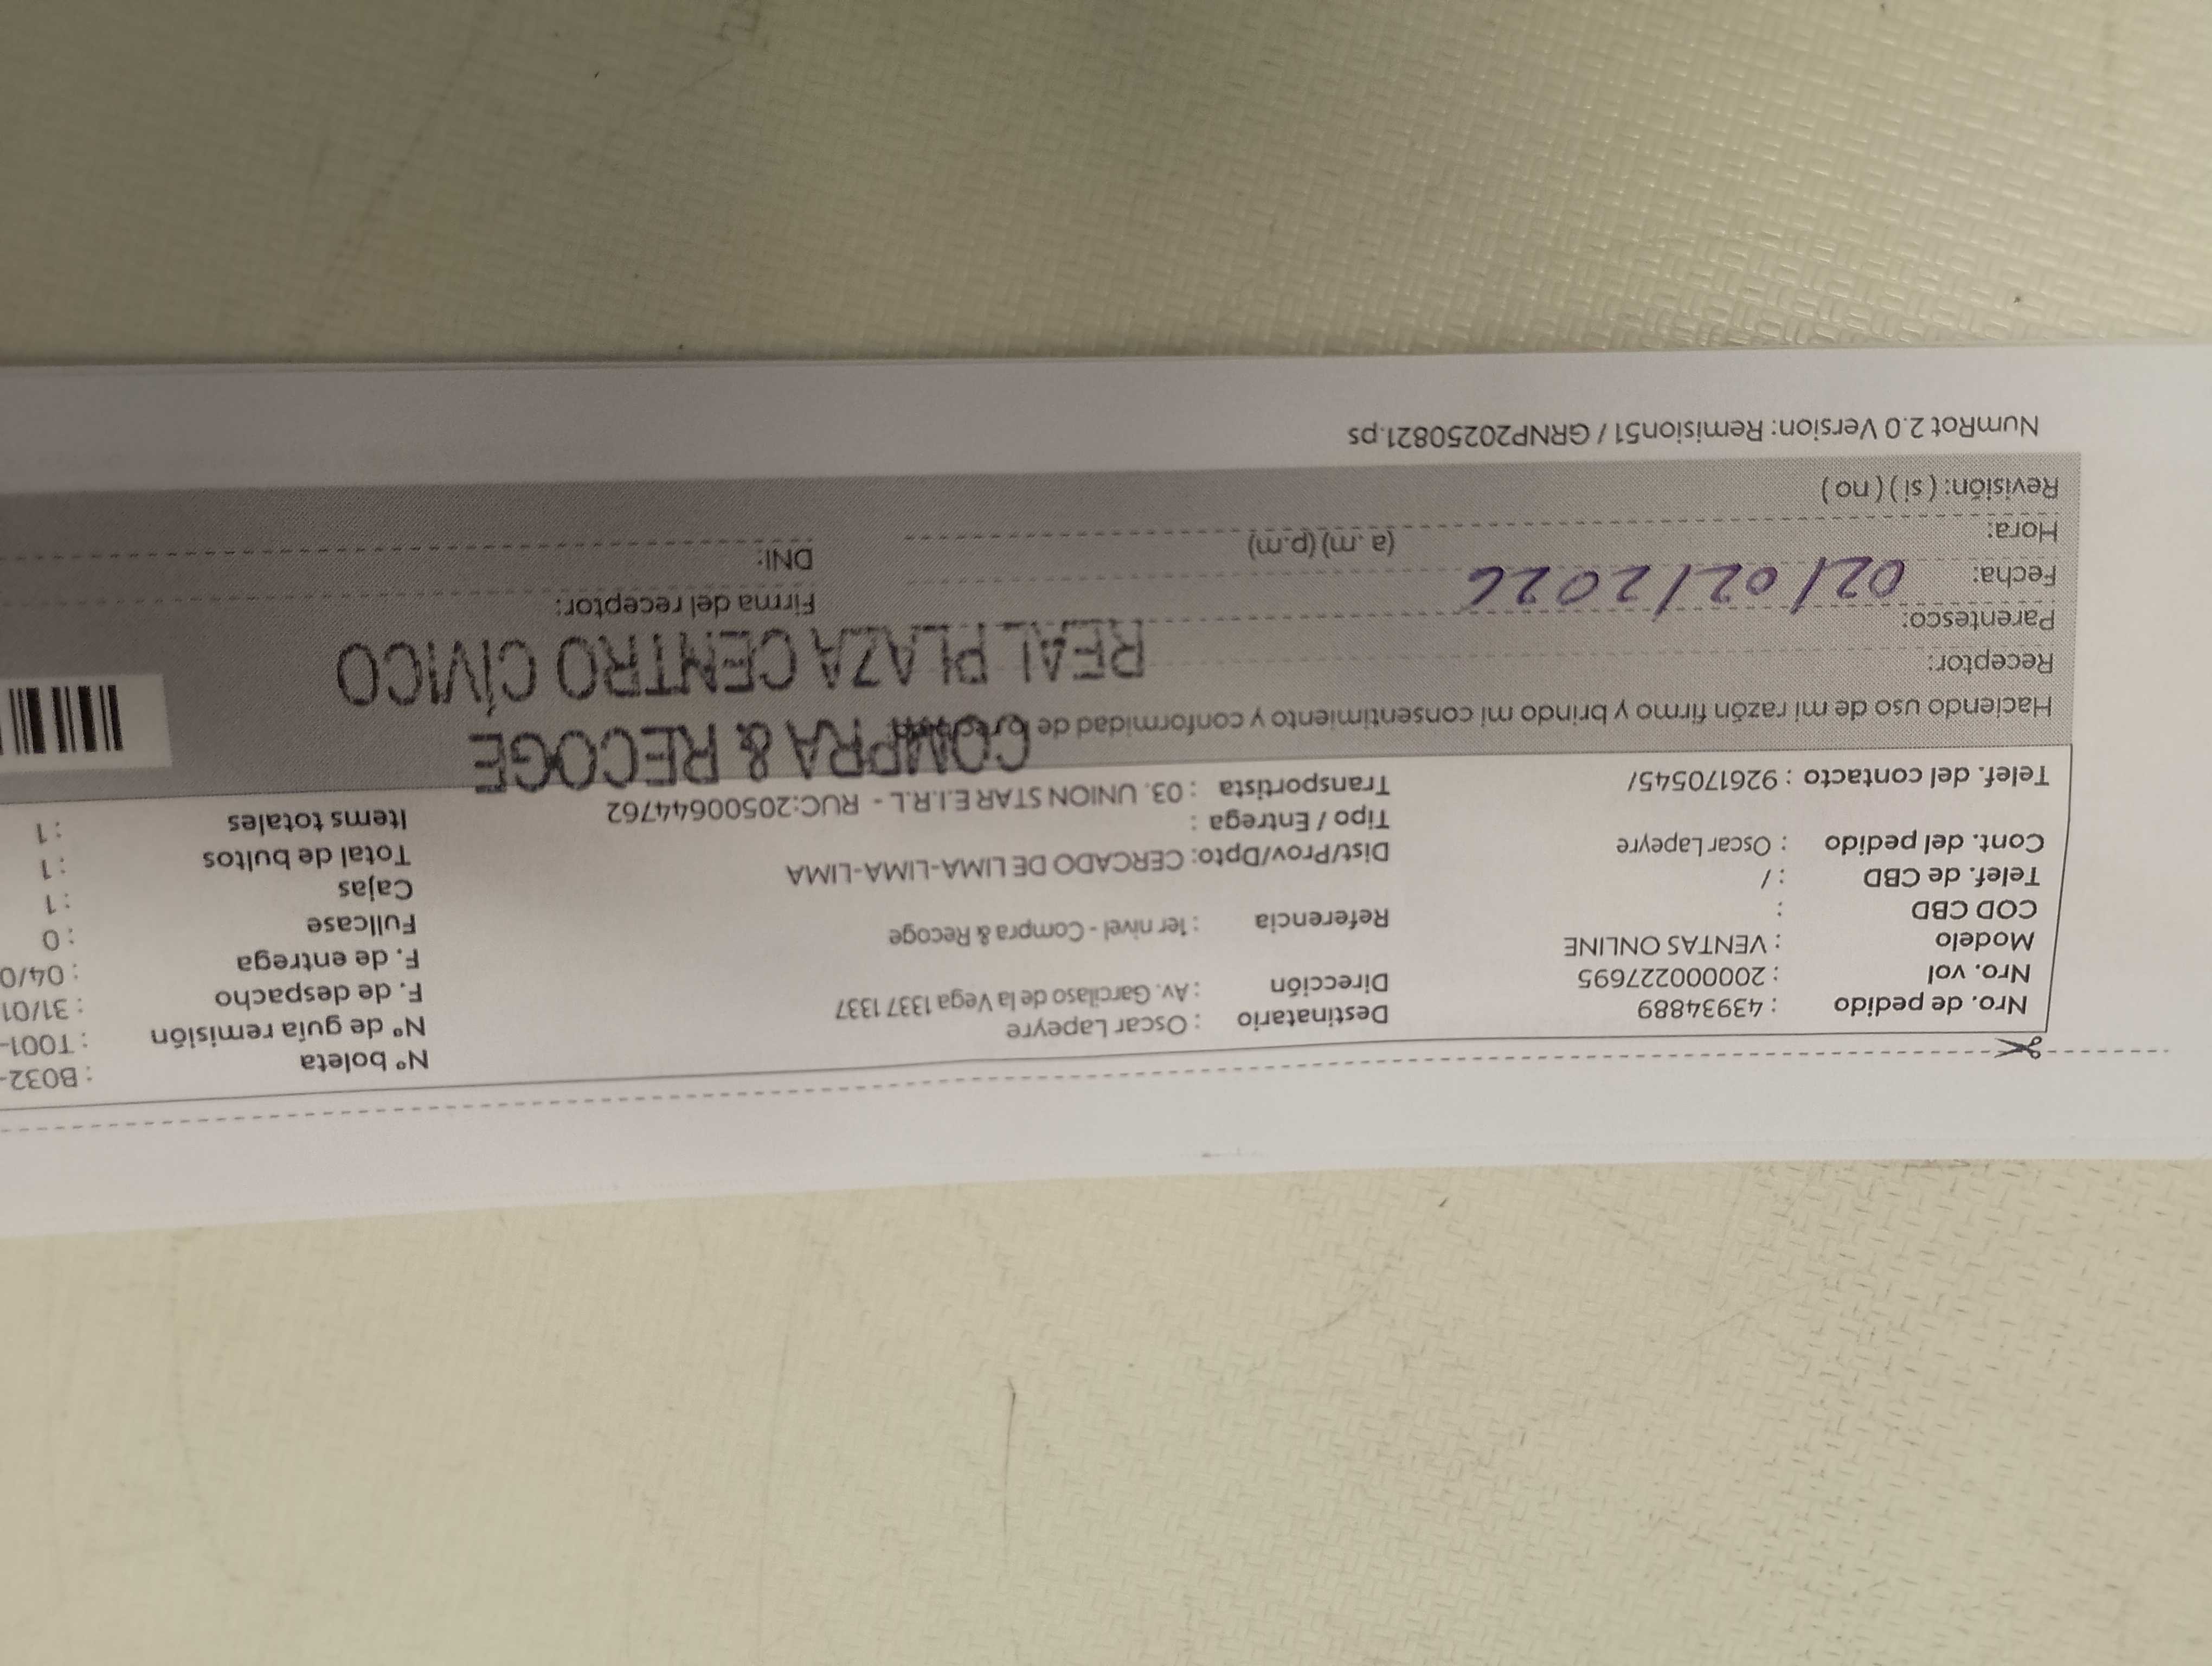 Nro. de pedido : 43934889
Nro. vol : 2000000227695
Modelo : VENTAS ONLINE
COD CBD :
Telef. de CBD : /
Cont. del pedido : Oscar Lapeyre
Telef. del contacto : 926170545/
Destinatario : Oscar Lapeyre
Dirección : Av. Garcilaso de la Vega 1337 1337
Referencia : 1er nivel - Compra & Recoge
Dist/Prov/Dpto: CERCADO DE LIMA-LIMA-LIMA
Tipo / Entrega :
Transportista : 03. UNION STAR E.I.R.L - RUC:20500644762
N° boleta : B032-
N° de guía remisión : T001-
F. de despacho : 31/01
F. de entrega : 04/0
Fullcase : 0
Cajas : 1
Total de bultos : 1
Items totales : 1
Haciendo uso de mi razón firmo y brindo mi consentimiento y conformidad de
COMPRA & RECOGE
REAL PLAZA CENTRO CÍVICO
Receptor:
Parentesco:
Fecha: 02/02/2026
Hora: (a .m) (p.m)
Revisión: ( si ) ( no )
Firma del receptor:
DNI:
NumRot 2.0 Version: Remision51 / GRNP20250821.ps